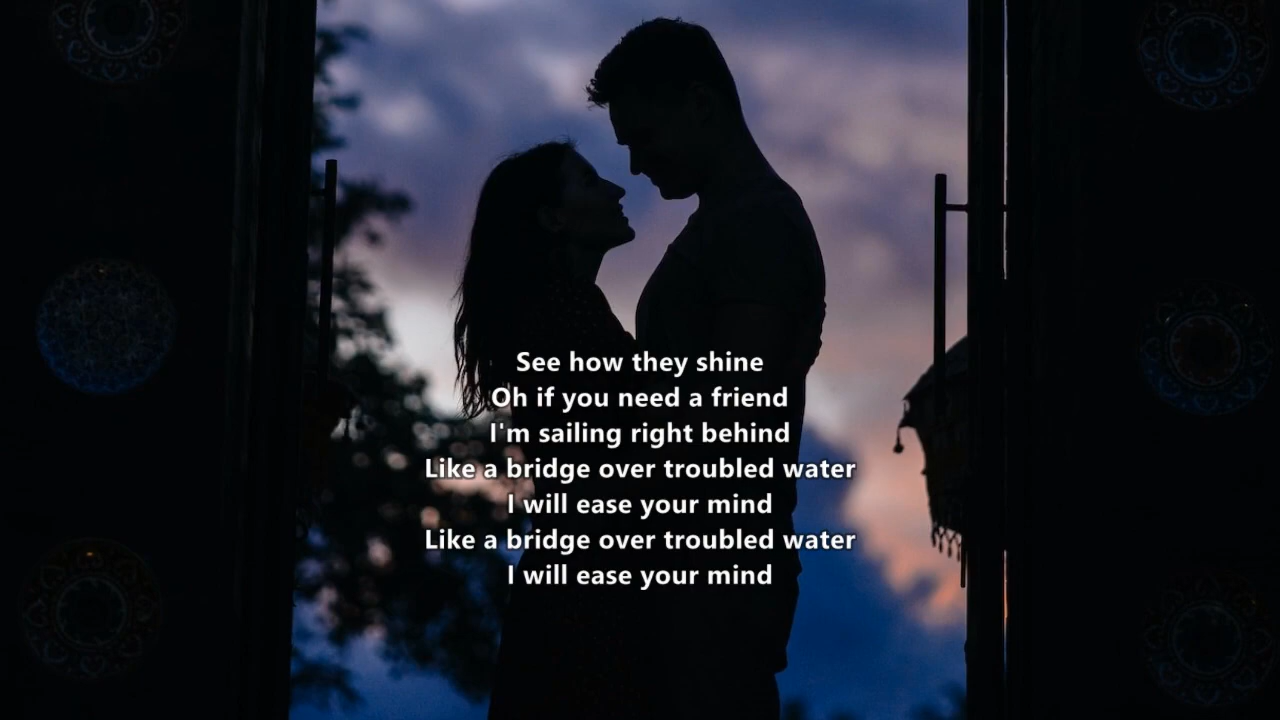 See how they shine
Oh if you need a friend
I'm sailing right behind
Like a bridge over troubled water
I will ease your mind
Like a bridge over troubled water
I will ease your mind